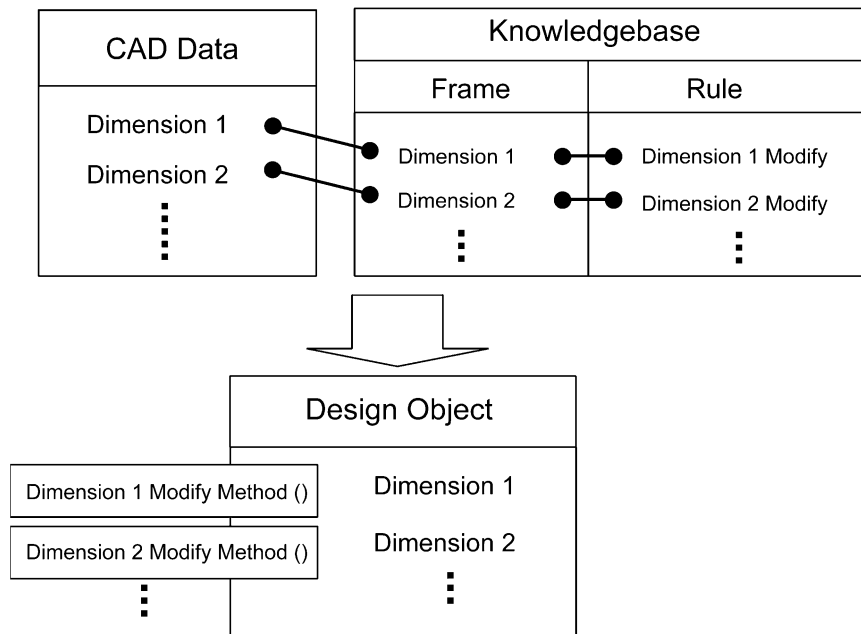 CAD Data
Dimension 1
Dimension 2
Knowledgebase
Frame
Rule
Dimension 1
Dimension 1 Modify
Dimension 2
Dimension 2 Modify
Design Object
Dimension 1 Modify Method ()
Dimension 1
Dimension 2 Modify Method ()
Dimension 2